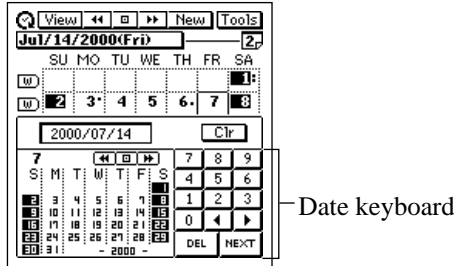 View New Tools
Jul/14/2000(Fri) 2
SU MO TU WE TH FR SA
W 1
W 2 3 4 5 6 7 8
2000/07/14 Clr
7 7 8 9
S M T W T F S 4 5 6
1 1 2 3
2 3 4 5 6 7 8
9 10 11 12 13 14 15 0
16 17 18 19 20 21 22
23 24 25 26 27 28 29 DEL NEXT
30 31 - 2000 -
Date keyboard